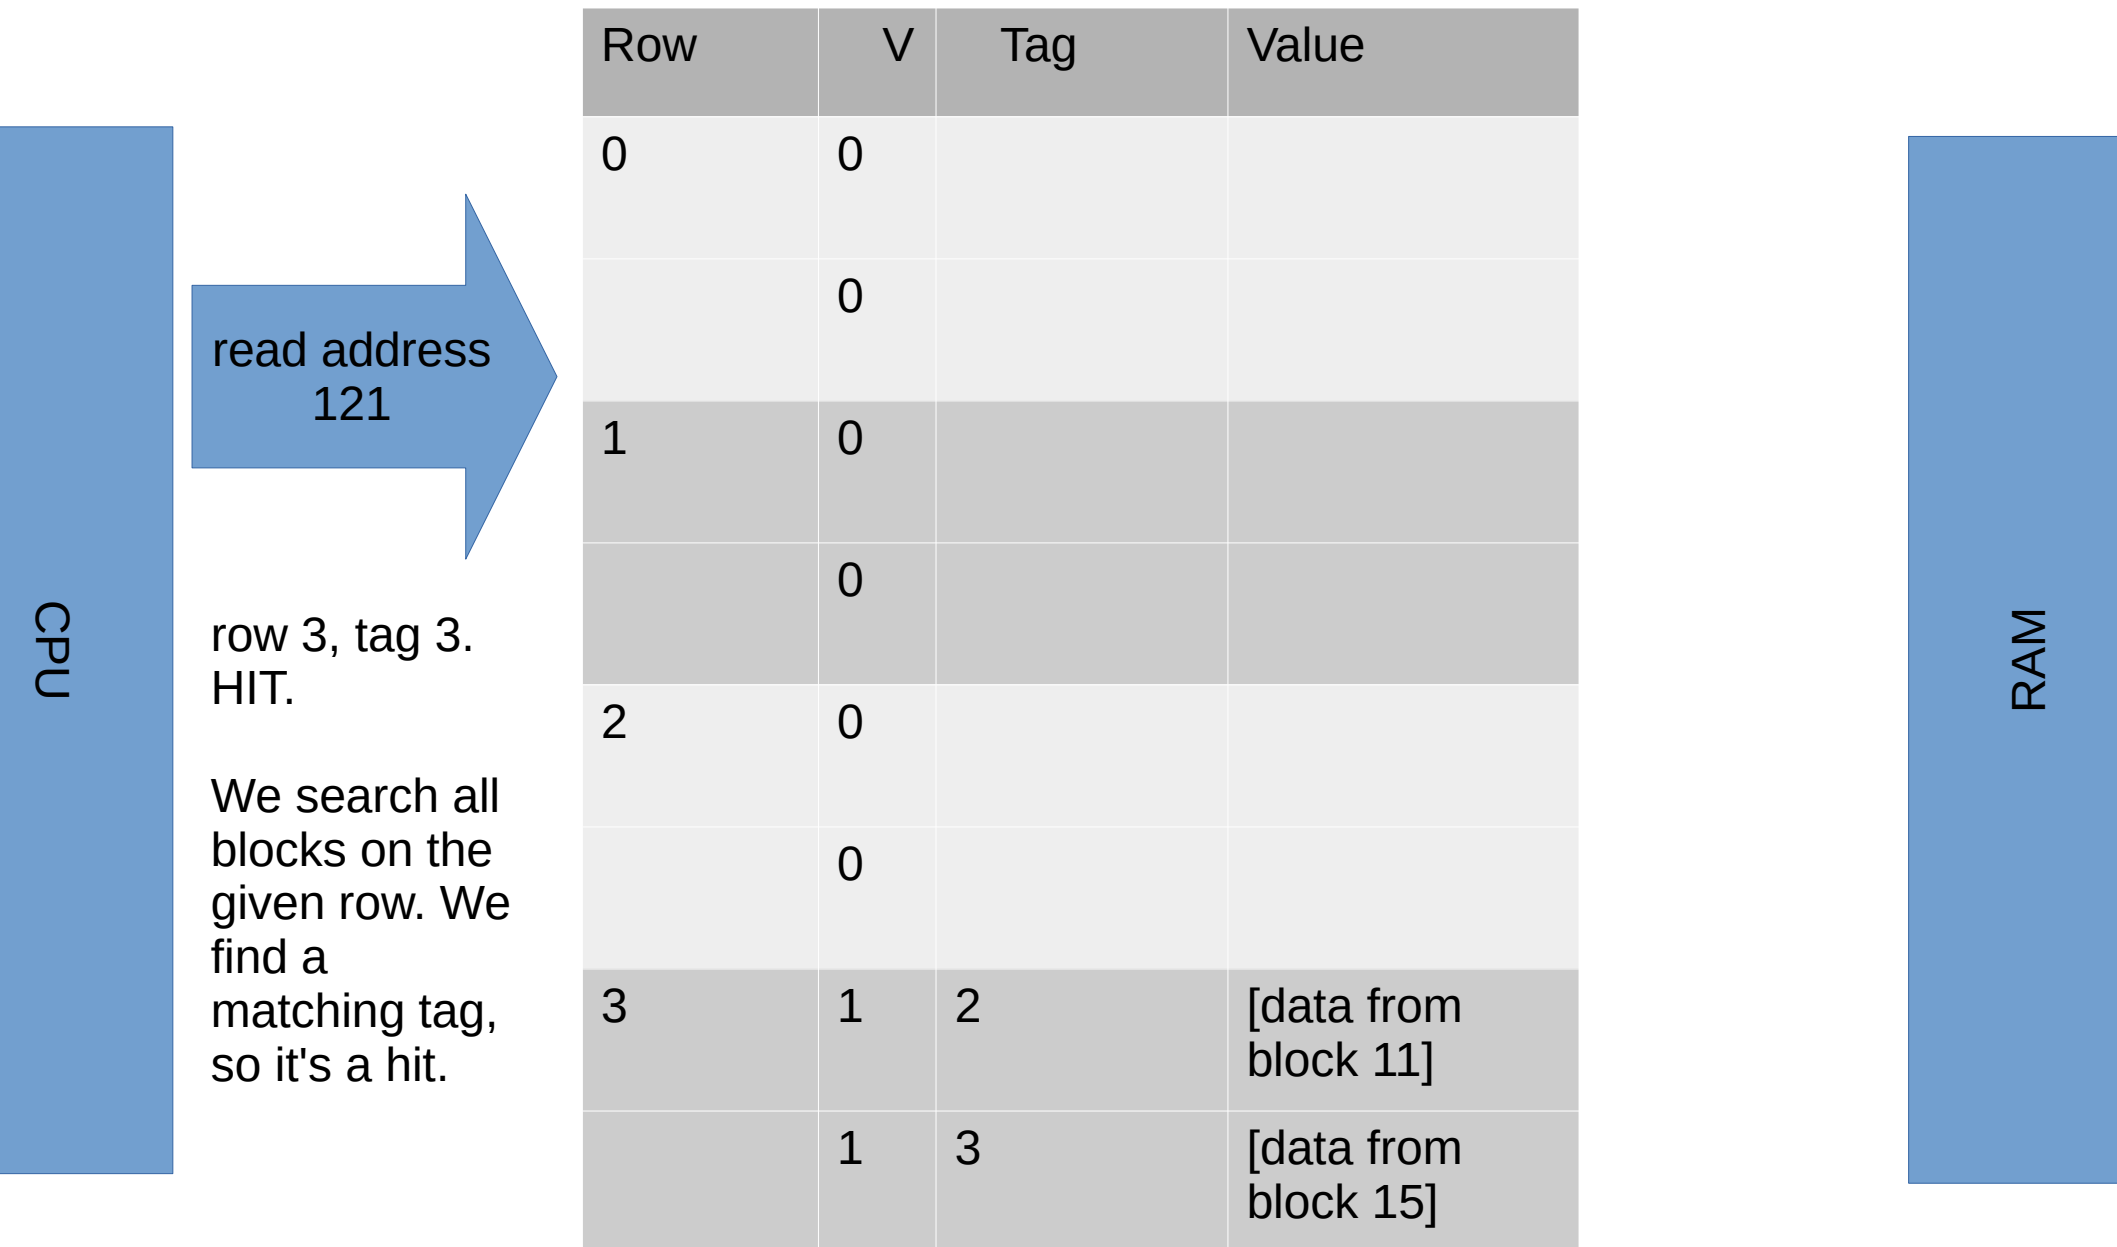 CPU
read address
121
row 3, tag 3.
HIT.
We search all
blocks on the
given row. We
find a
matching tag,
so it's a hit.
Row V Tag Value
0 0
0
1 0
0
2 0
0
3 1 2 [data from
block 11]
1 3 [data from
block 15]
RAM